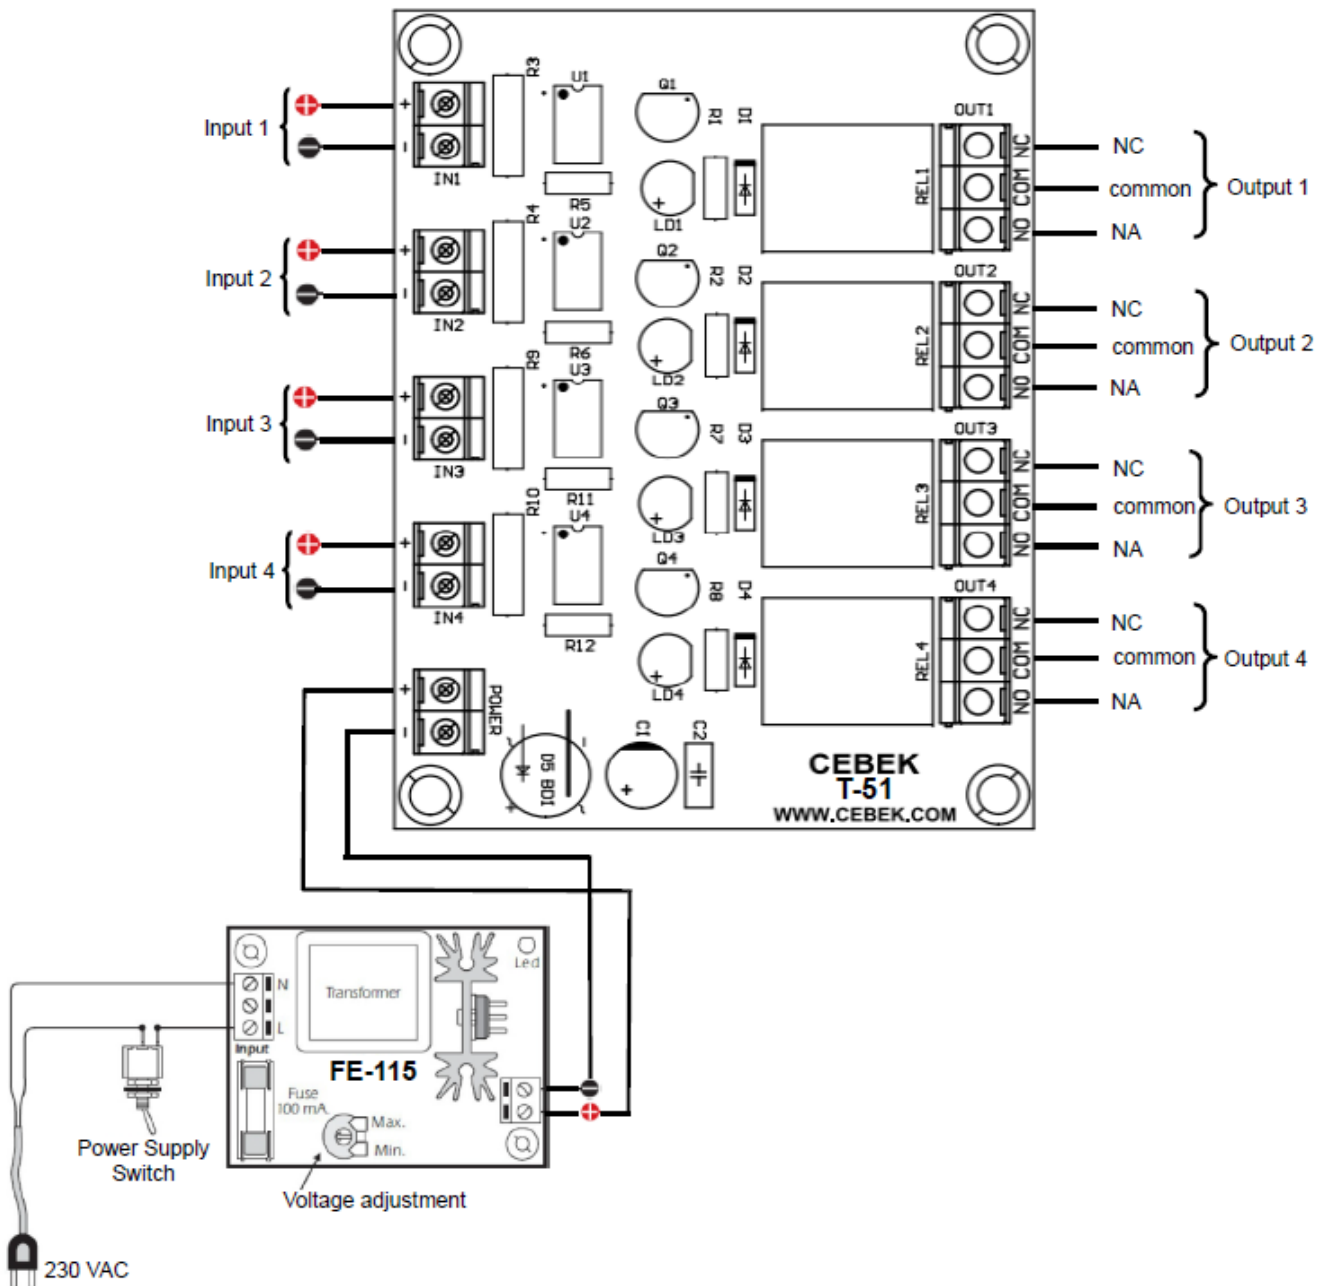 Input 1
+
-
IN1
R3
U1
R5
Q1
R1
D1
+
LD1
REL1
OUT1
NC
COM
NO
NC
common
NA
Output 1
Input 2
+
-
IN2
R4
U2
R6
Q2
R2
D2
+
LD2
REL2
OUT2
NC
COM
NO
NC
common
NA
Output 2
Input 3
+
-
IN3
R9
U3
R11
Q3
R7
D3
+
LD3
REL3
OUT3
NC
COM
NO
NC
common
NA
Output 3
Input 4
+
-
IN4
R10
U4
R12
Q4
R8
D4
+
LD4
REL4
OUT4
NC
COM
NO
NC
common
NA
Output 4
+
-
POWER
D5 BD1
C1
+
C2
CEBEK
T-51
WWW.CEBEK.COM
N
L
Input
Transformer
Led
FE-115
Fuse
100 mA.
Max.
Min.
Power Supply
Switch
Voltage adjustment
230 VAC